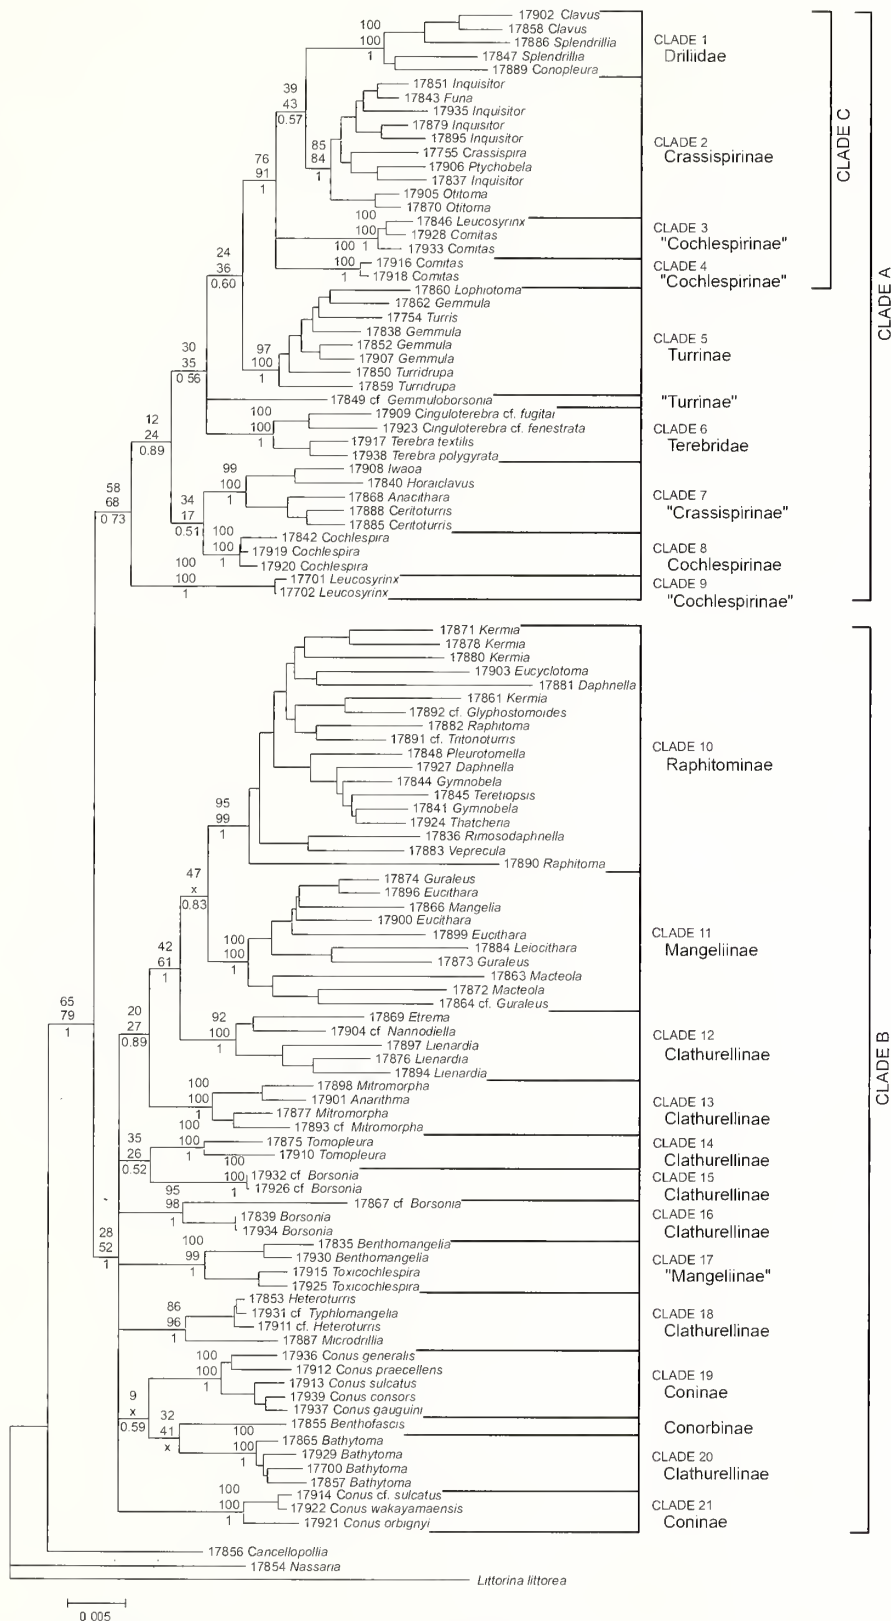 17902 Clavus
17858 Clavus
17886 Splendrillia
17847 Splendrillia
17889 Conopleura
100
100
1
CLADE 1
Driliidae
17851 Inquisitor
17843 Funa
17935 Inquisitor
17879 Inquisitor
17895 Inquisitor
17755 Crassispira
17906 Ptychobela
17837 Inquisitor
17905 Otitoma
17870 Otitoma
39
43
0.57
85
84
1
CLADE 2
Crassispirinae
CLADE C
76
91
1
17846 Leucosyrinx
17928 Comitas
17933 Comitas
100
100
1
CLADE 3
"Cochlespirinae"
17916 Comitas
17918 Comitas
100
100
1
CLADE 4
"Cochlespirinae"
CLADE A
24
36
0.60
17860 Lophiotoma
17862 Gemmula
17754 Turris
17838 Gemmula
17852 Gemmula
17907 Gemmula
17850 Turridrupa
17859 Turridrupa
97
100
1
CLADE 5
Turrinae
30
35
0 56
17849 cf Gemmuloborsonia
"Turrinae"
17909 Cinguloterebra cf. fugitai
17923 Cinguloterebra cf. fenestrata
17917 Terebra textilis
17938 Terebra polygyrata
100
100
1
CLADE 6
Terebridae
12
24
0.89
17908 Iwaoa
17840 Horaiclavus
17868 Anacithara
17888 Ceritoturris
17885 Ceritoturris
99
100
1
CLADE 7
"Crassispirinae"
34
17
0.51
17842 Cochlespira
17919 Cochlespira
17920 Cochlespira
100
100
1
CLADE 8
Cochlespirinae
58
68
0.73
17701 Leucosyrinx
17702 Leucosyrinx
100
100
1
CLADE 9
"Cochlespirinae"
17871 Kermia
17878 Kermia
17880 Kermia
17903 Eucyclotoma
17881 Daphnella
17861 Kermia
17892 cf. Glyphostomoides
17882 Raphitoma
17891 cf. Tritonoturris
17848 Pleurotomella
17927 Daphnella
17844 Gymnobela
17845 Teretiopsis
17841 Gymnobela
17924 Thatcheria
17836 Rimosodaphnella
17883 Veprecula
17890 Raphitoma
95
99
1
CLADE 10
Raphitominae
47
x
0.83
17874 Guraleus
17896 Eucithara
17866 Mangelia
17900 Eucithara
17899 Eucithara
17884 Leiocithara
17873 Guraleus
17863 Macteola
17872 Macteola
17864 cf. Guraleus
100
100
1
CLADE 11
Mangeliinae
42
61
1
17869 Etrema
17904 cf Nannodiella
17897 Lienardia
17876 Lienardia
17894 Lienardia
92
100
1
CLADE 12
Clathurellinae
CLADE B
65
79
1
20
27
0.89
17898 Mitromorpha
17901 Anarithma
17877 Mitromorpha
17893 cf Mitromorpha
100
100
1
CLADE 13
Clathurellinae
17875 Tomopleura
17910 Tomopleura
100
100
1
CLADE 14
Clathurellinae
35
26
0.52
17932 cf Borsonia
17926 cf Borsonia
100
100
1
CLADE 15
Clathurellinae
17867 cf Borsonia
17839 Borsonia
17934 Borsonia
95
98
1
CLADE 16
Clathurellinae
28
52
1
17835 Benthomangelia
17930 Benthomangelia
17915 Toxicochlespira
17925 Toxicochlespira
100
99
1
CLADE 17
"Mangeliinae"
17853 Heteroturris
17931 cf Typhlomangelia
17911 cf. Heteroturris
17887 Microdrillia
86
96
1
CLADE 18
Clathurellinae
17936 Conus generalis
17912 Conus praecellens
17913 Conus sulcatus
17939 Conus consors
17937 Conus gauguini
100
100
1
CLADE 19
Coninae
9
x
0.59
32
41
x
17855 Benthofascis
Conorbinae
17865 Bathytoma
17929 Bathytoma
17700 Bathytoma
17857 Bathytoma
100
100
1
CLADE 20
Clathurellinae
17914 Conus cf. sulcatus
17922 Conus wakayamaensis
17921 Conus orbignyi
100
100
1
CLADE 21
Coninae
17856 Cancellopollia
17854 Nassaria
Littorina littorea
0 005